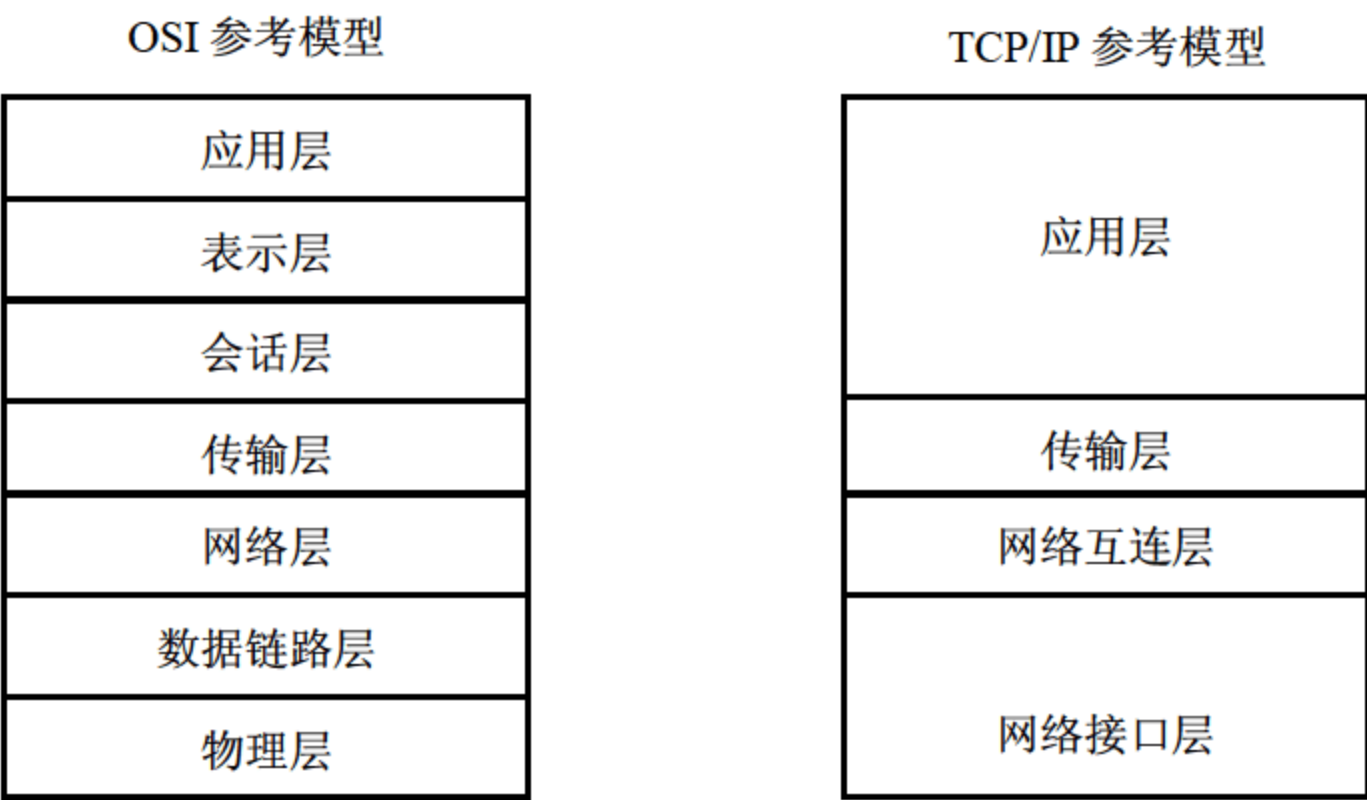 OSI 参考模型
应用层
表示层
会话层
传输层
网络层
数据链路层
物理层
TCP/IP 参考模型
应用层
传输层
网络互连层
网络接口层